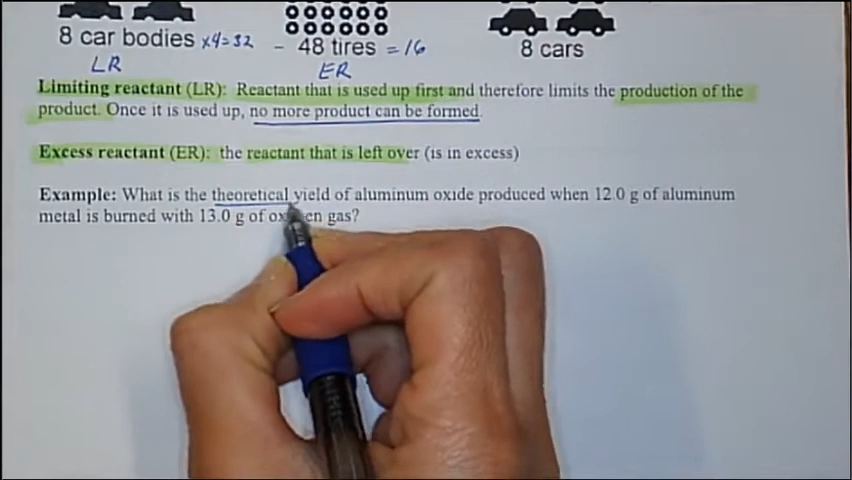 8 car bodies x4=32 - 48 tires = 16 8 cars
LR ER
Limiting reactant (LR): Reactant that is used up first and therefore limits the production of the
product. Once it is used up, no more product can be formed.
Excess reactant (ER): the reactant that is left over (is in excess)
Example: What is the theoretical yield of aluminum oxide produced when 12.0 g of aluminum
metal is burned with 13.0 g of oxygen gas?